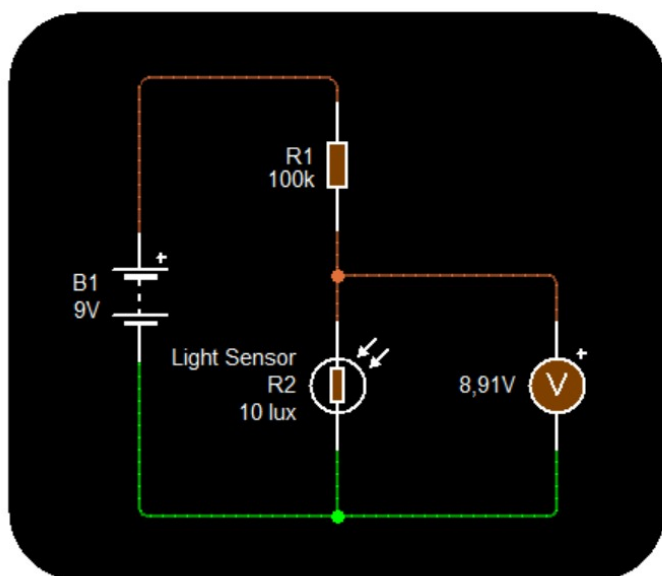 R1
100k
+
B1
9V
Light Sensor
R2
10 lux
+
8,91V
V